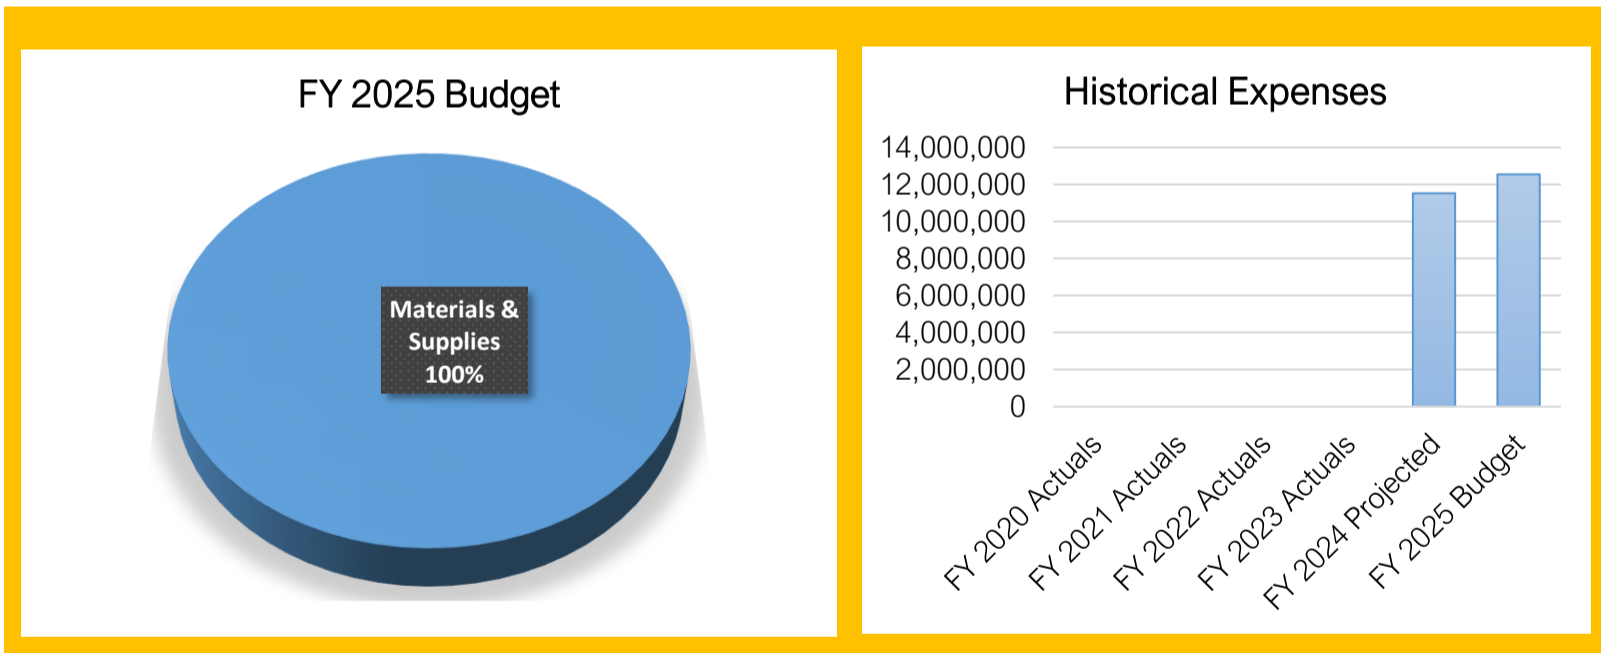 FY 2025 Budget
Materials &
Supplies
100%
Historical Expenses
14,000,000
12,000,000
10,000,000
8,000,000
6,000,000
4,000,000
2,000,000
0
FY 2020 Actuals
FY 2021 Actuals
FY 2022 Actuals
FY 2023 Actuals
FY 2024 Projected
FY 2025 Budget